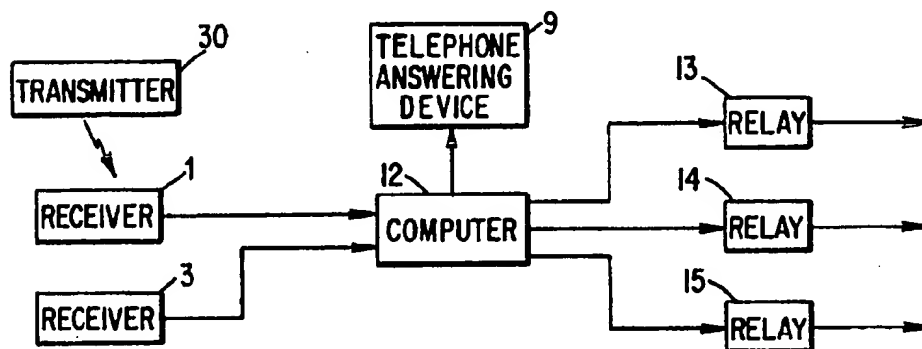 30
TRANSMITTER
1
RECEIVER
3
RECEIVER
9
TELEPHONE
ANSWERING
DEVICE
12
COMPUTER
13
RELAY
14
RELAY
15
RELAY